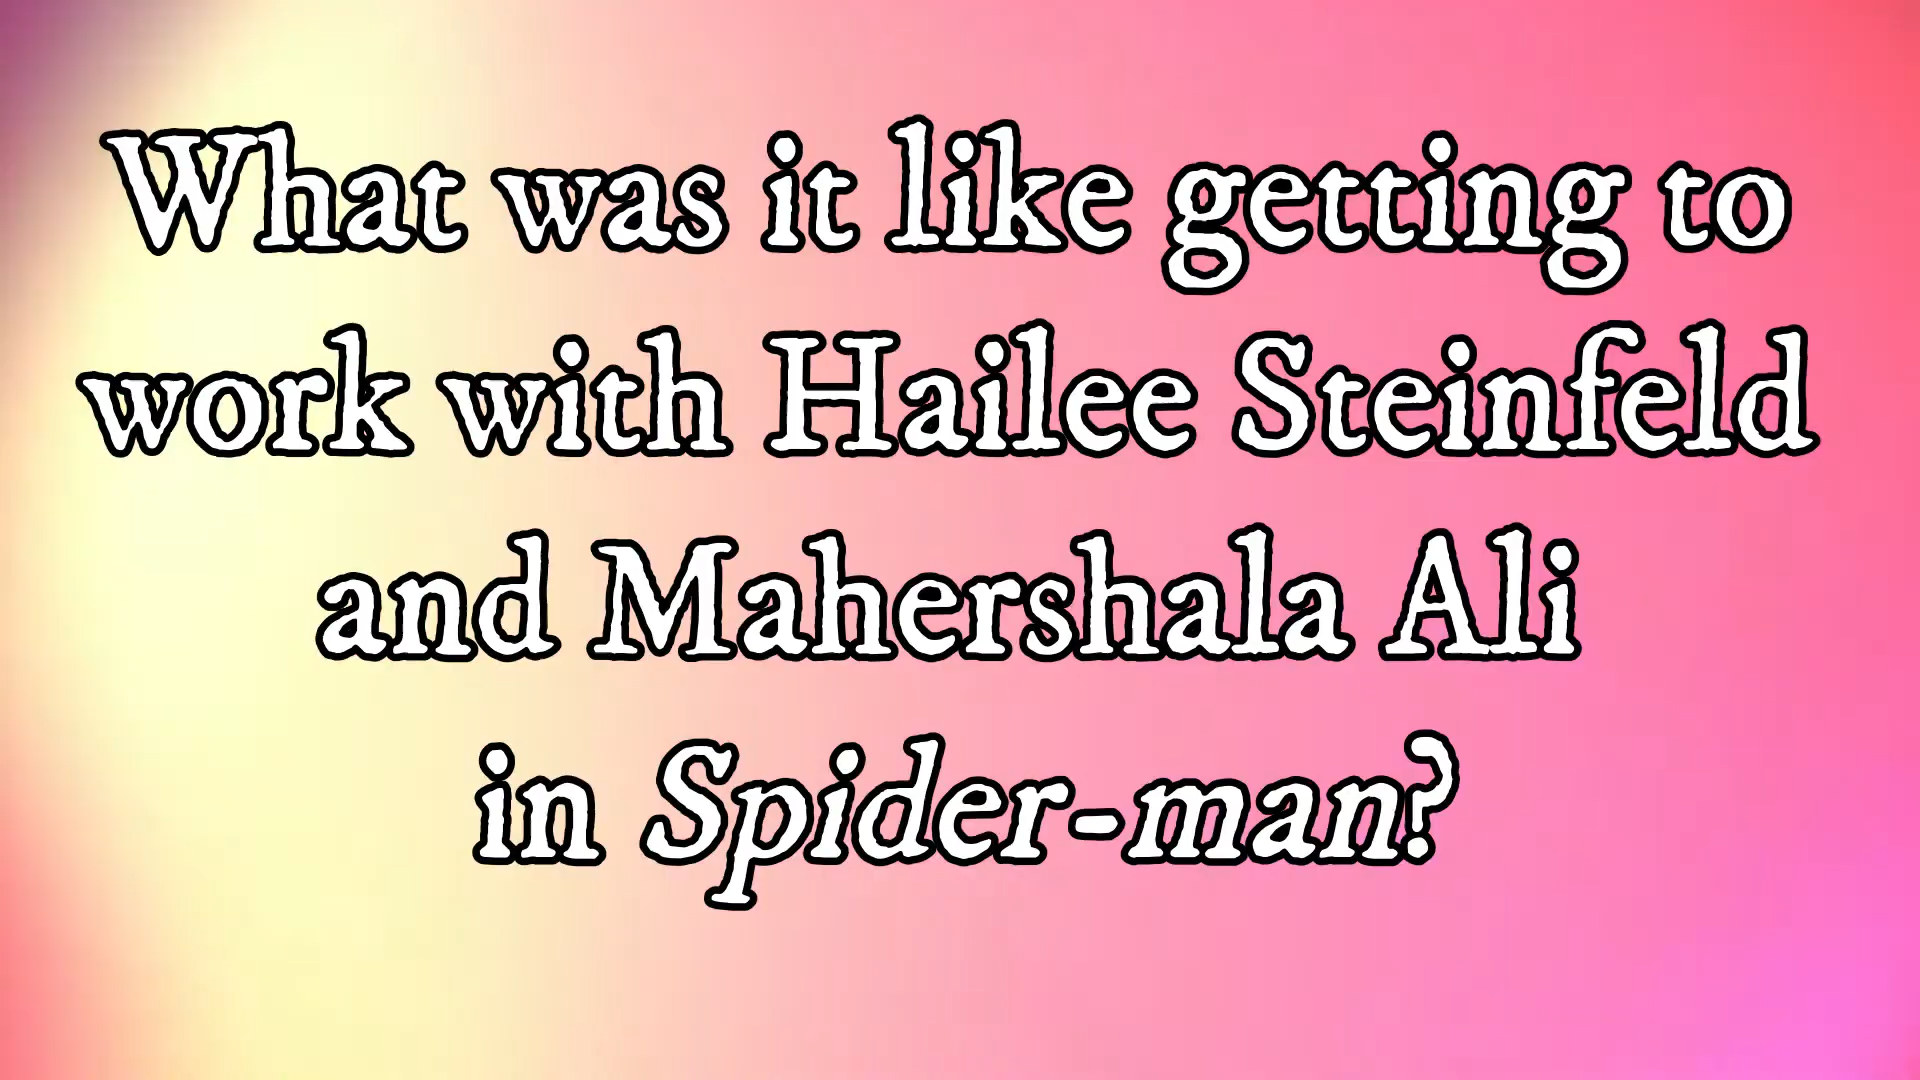 What was it like getting to
work with Hailee Steinfeld
and Mahershala Ali
in Spider-man?